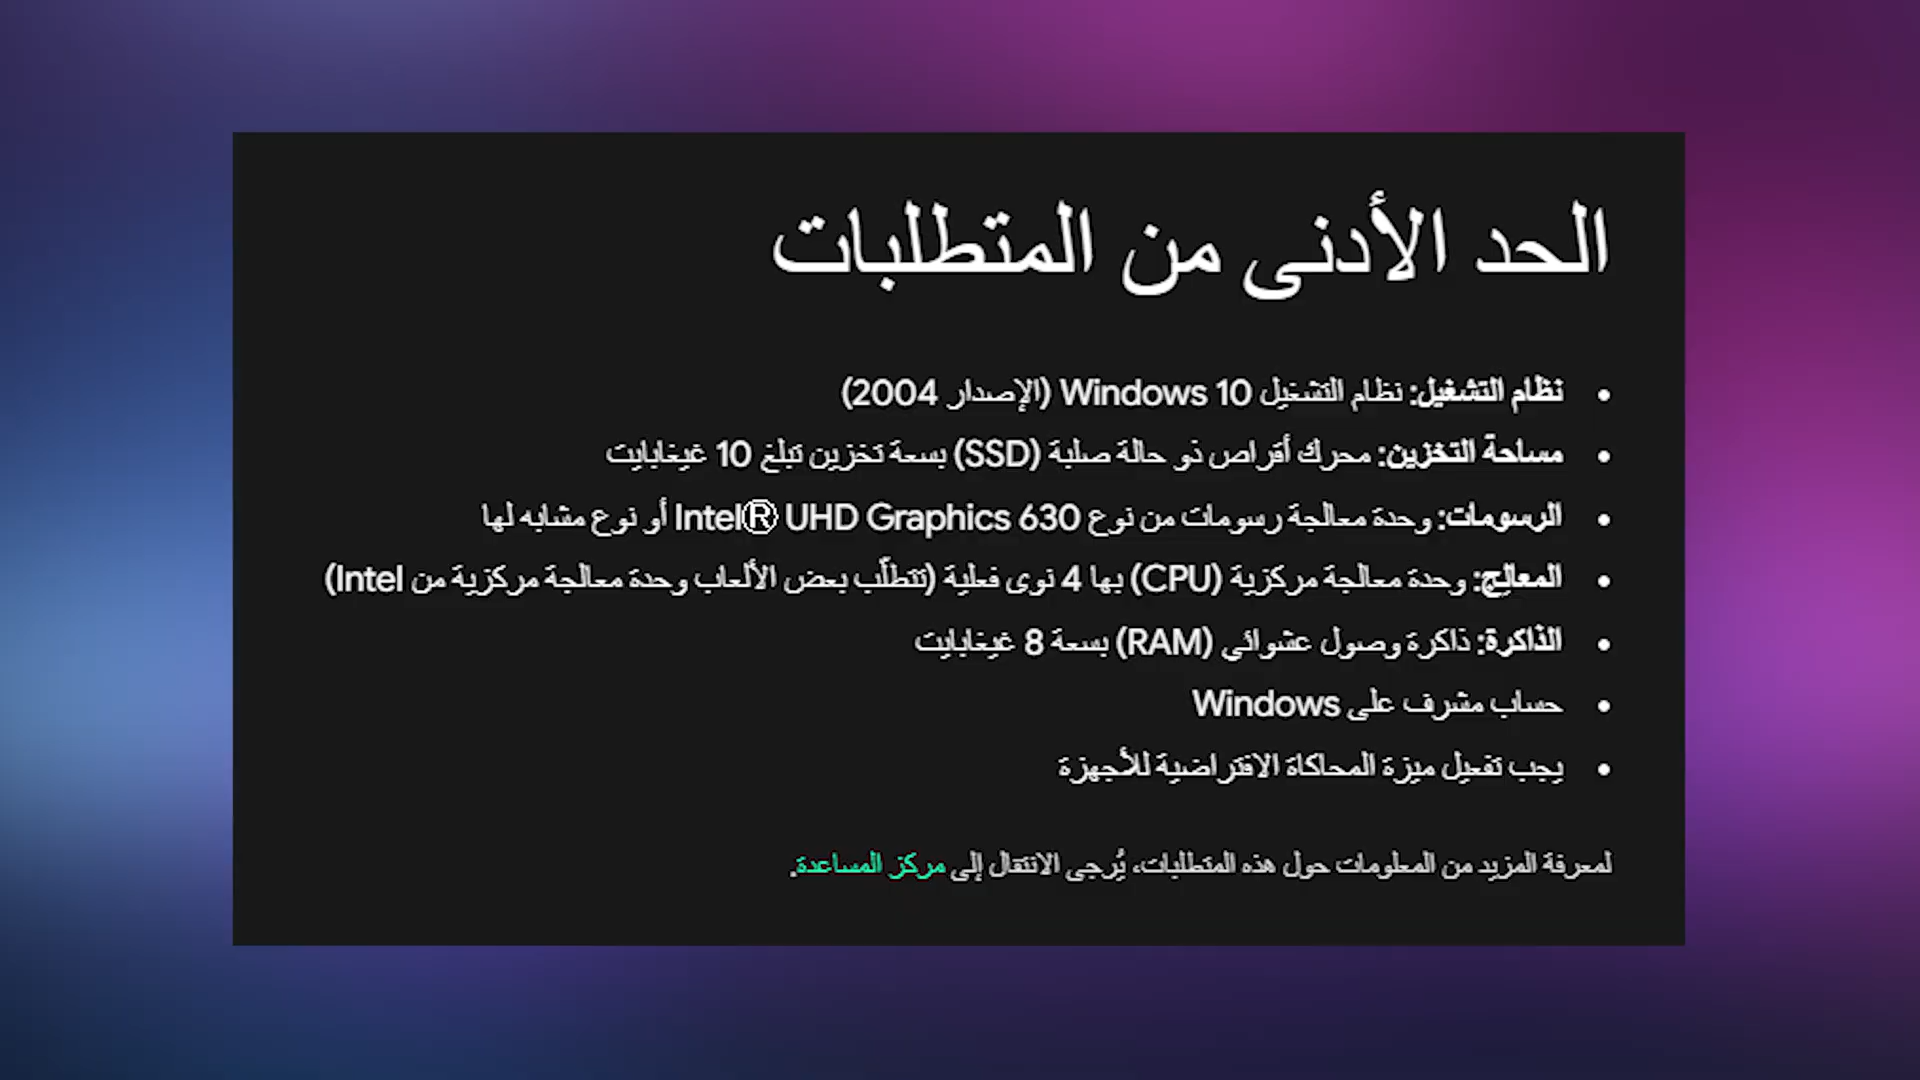 الحد الأدنى من المتطلبات
نظام التشغيل: نظام التشغيل Windows 10 (الإصدار 2004)
مساحة التخزين: محرك أقراص ذو حالة صلبة (SSD) بسعة تخزين تبلغ 10 غيغابايت
الرسومات: وحدة معالجة رسومات من نوع Intel® UHD Graphics 630 أو نوع مشابه لها
المعالج: وحدة معالجة مركزية (CPU) بها 4 نوى فعلية (تتطلّب بعض الألعاب وحدة معالجة مركزية من Intel)
الذاكرة: ذاكرة وصول عشوائي (RAM) بسعة 8 غيغابايت
حساب مشرف على Windows
يجب تفعيل ميزة المحاكاة الافتراضية للأجهزة
لمعرفة المزيد من المعلومات حول هذه المتطلبات، يُرجى الانتقال إلى مركز المساعدة.